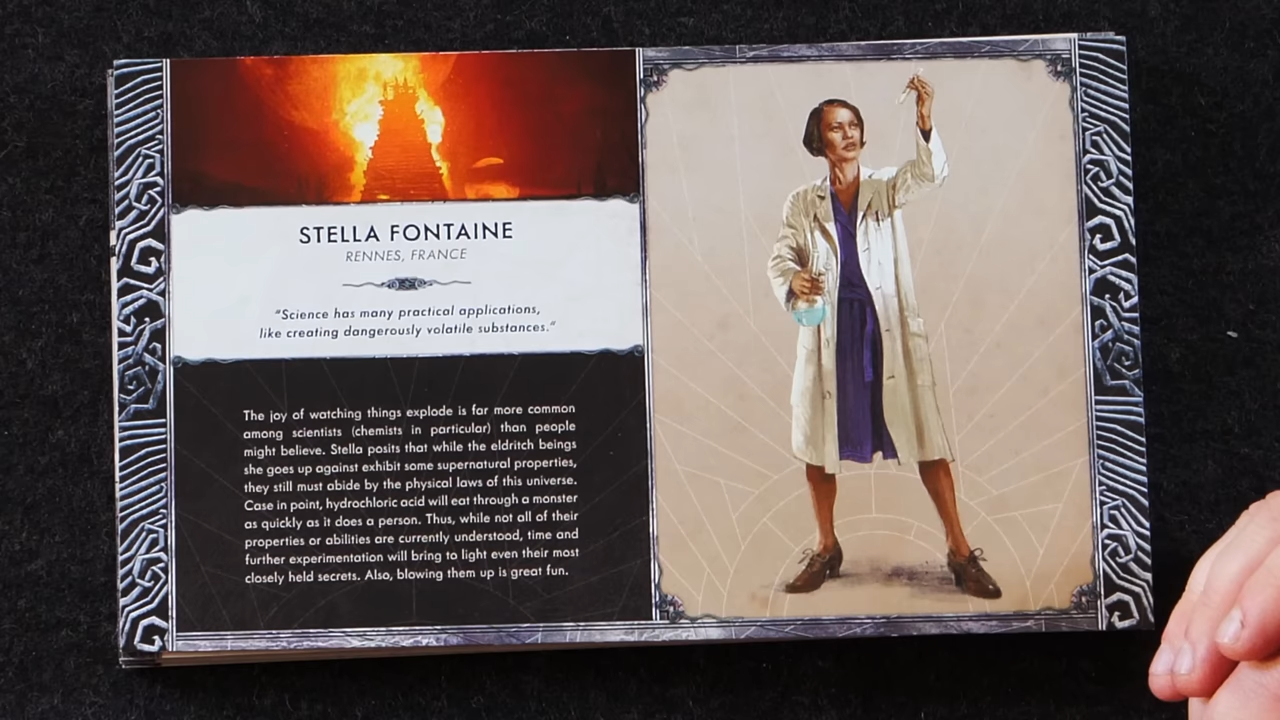 STELLA FONTAINE
RENNES, FRANCE
"Science has many practical applications,
like creating dangerously volatile substances."
The joy of watching things explode is far more common
among scientists (chemists in particular) than people
might believe. Stella posits that while the eldritch beings
she goes up against exhibit some supernatural properties,
they still must abide by the physical laws of this universe.
Case in point, hydrochloric acid will eat through a monster
as quickly as it does a person. Thus, while not all of their
properties or abilities are currently understood, time and
further experimentation will bring to light even their most
closely held secrets. Also, blowing them up is great fun.